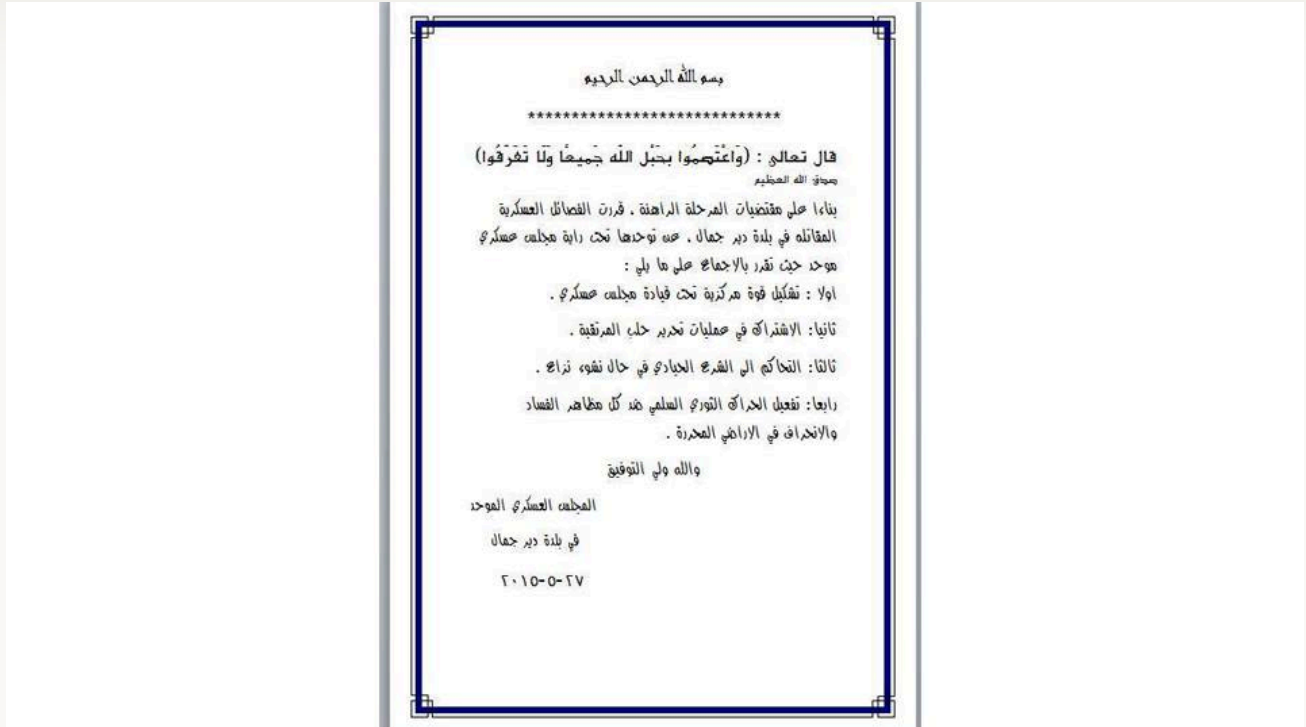 بسم الله الرحمن الرحيم
*****************************
قال تعالى : (وَاعْتَصِمُوا بِحَبْلِ اللَّه جَمِيعًا وَلَا تَفَرَّقُوا)
صدق الله العظيم
بناءا على مقتضيات المرحلة الراهنة . قررت الفصائل العسكرية
المقاتله في بلدة دير جمال . عن توحدها تحت راية مجلس عسكري
موحد حيث تقرر بالاجماع على ما يلي :
اولا : تشكيل قوة مركزية تحت قيادة مجلس عسكري .
ثانيا: الاشتراك في عمليات تحرير حلب المرتقبة .
ثالثا: التحاكم الى الشرع الحيادي في حال نشوء نزاع .
رابعا: تفعيل الحراك الثوري السلمي ضد كل مظاهر الفساد
والانحراف في الاراضي المحررة .
والله ولي التوفيق
المجلس العسكري الموحد
في بلدة دير جمال
٢٧-٥-٢٠١٥